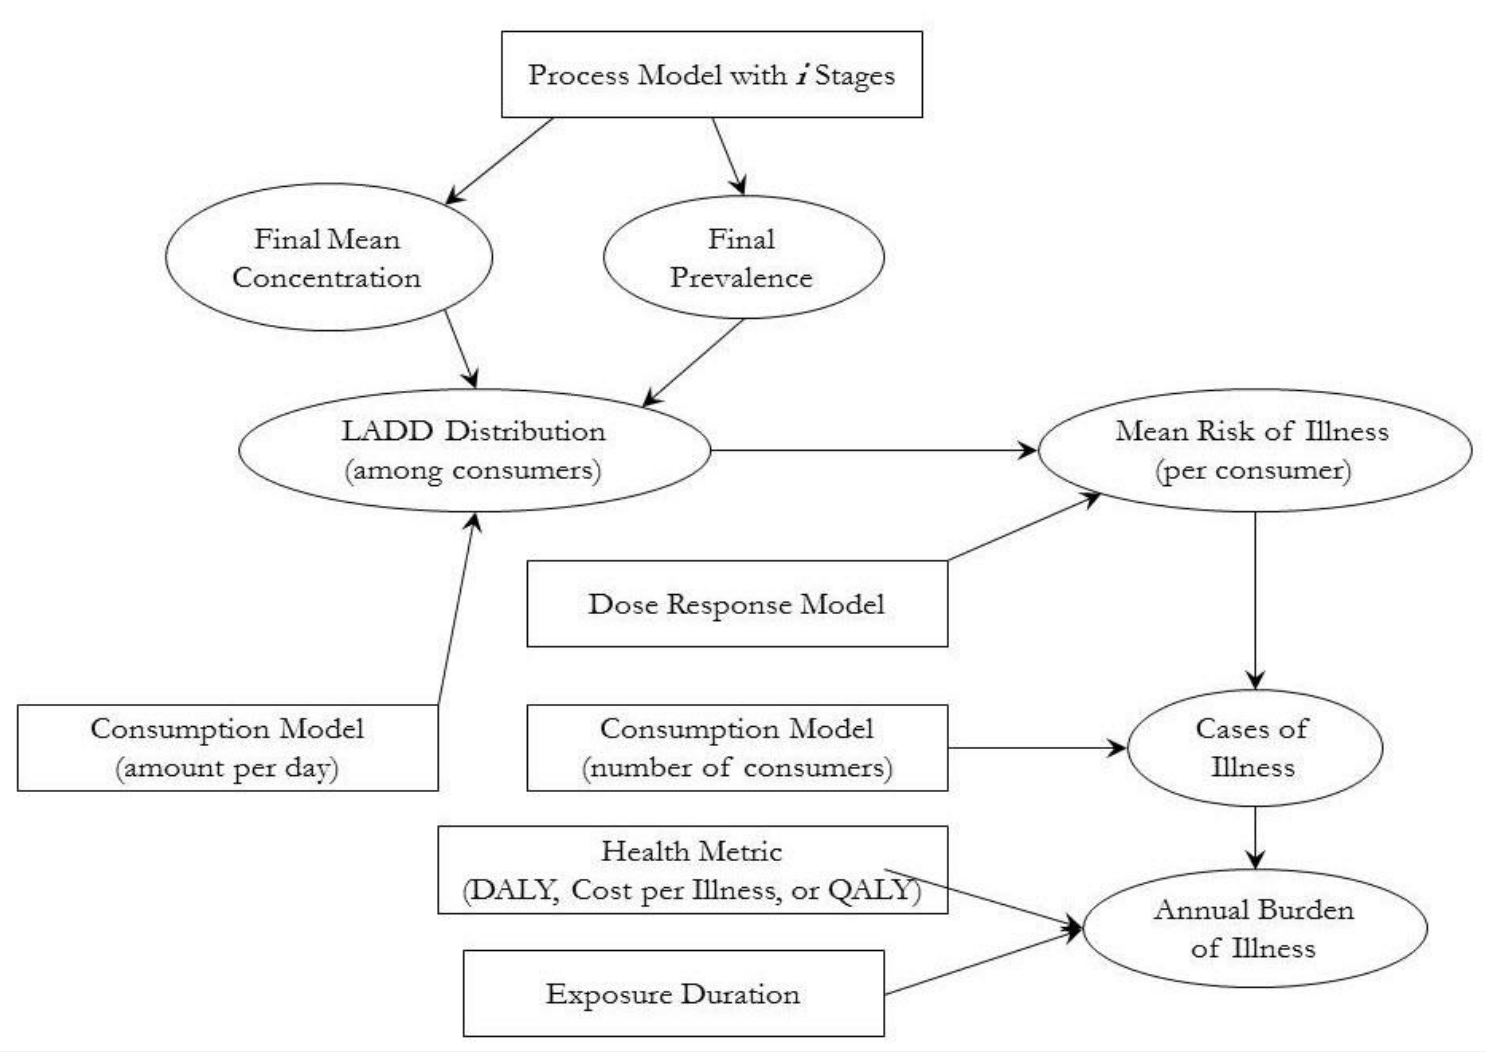 Process Model with i Stages
Final Mean
Concentration
Final
Prevalence
LADD Distribution
(among consumers)
Mean Risk of Illness
(per consumer)
Dose Response Model
Consumption Model
(amount per day)
Consumption Model
(number of consumers)
Cases of
Illness
Health Metric
(DALY, Cost per Illness, or QALY)
Annual Burden
of Illness
Exposure Duration